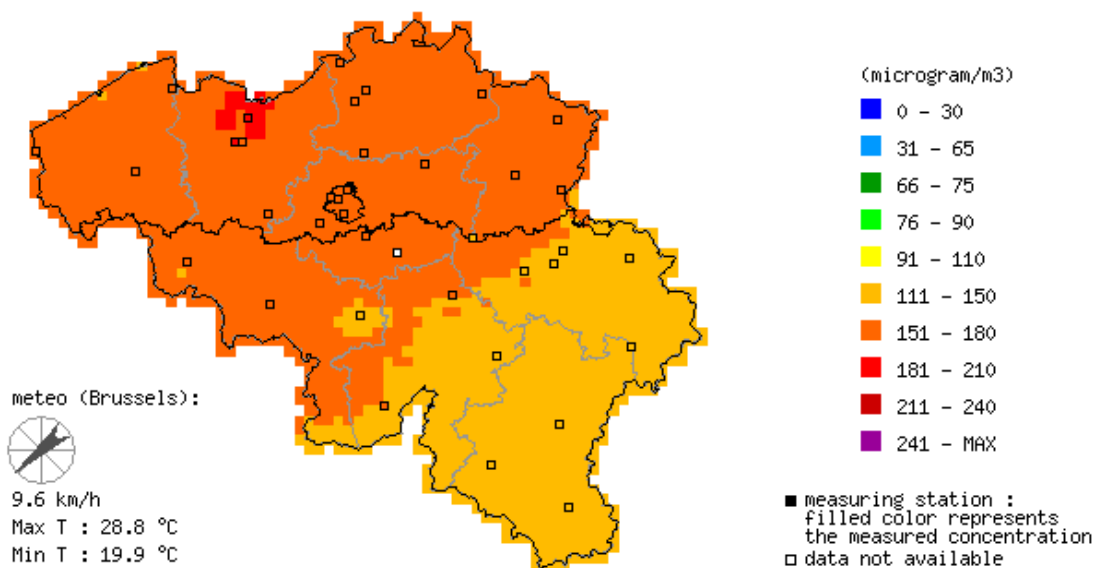 (microgram/m3)
0 - 30
31 - 65
66 - 75
76 - 90
91 - 110
111 - 150
151 - 180
181 - 210
211 - 240
241 - MAX
meteo (Brussels):
9.6 km/h
Max T : 28.8 °C
Min T : 19.9 °C
measuring station :
filled color represents
the measured concentration
data not available